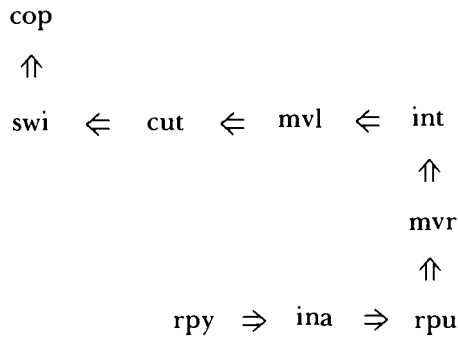 cop
⇑
swi ⇐ cut ⇐ mvl ⇐ int
⇑
mvr
⇑
rpy ⇒ ina ⇒ rpu